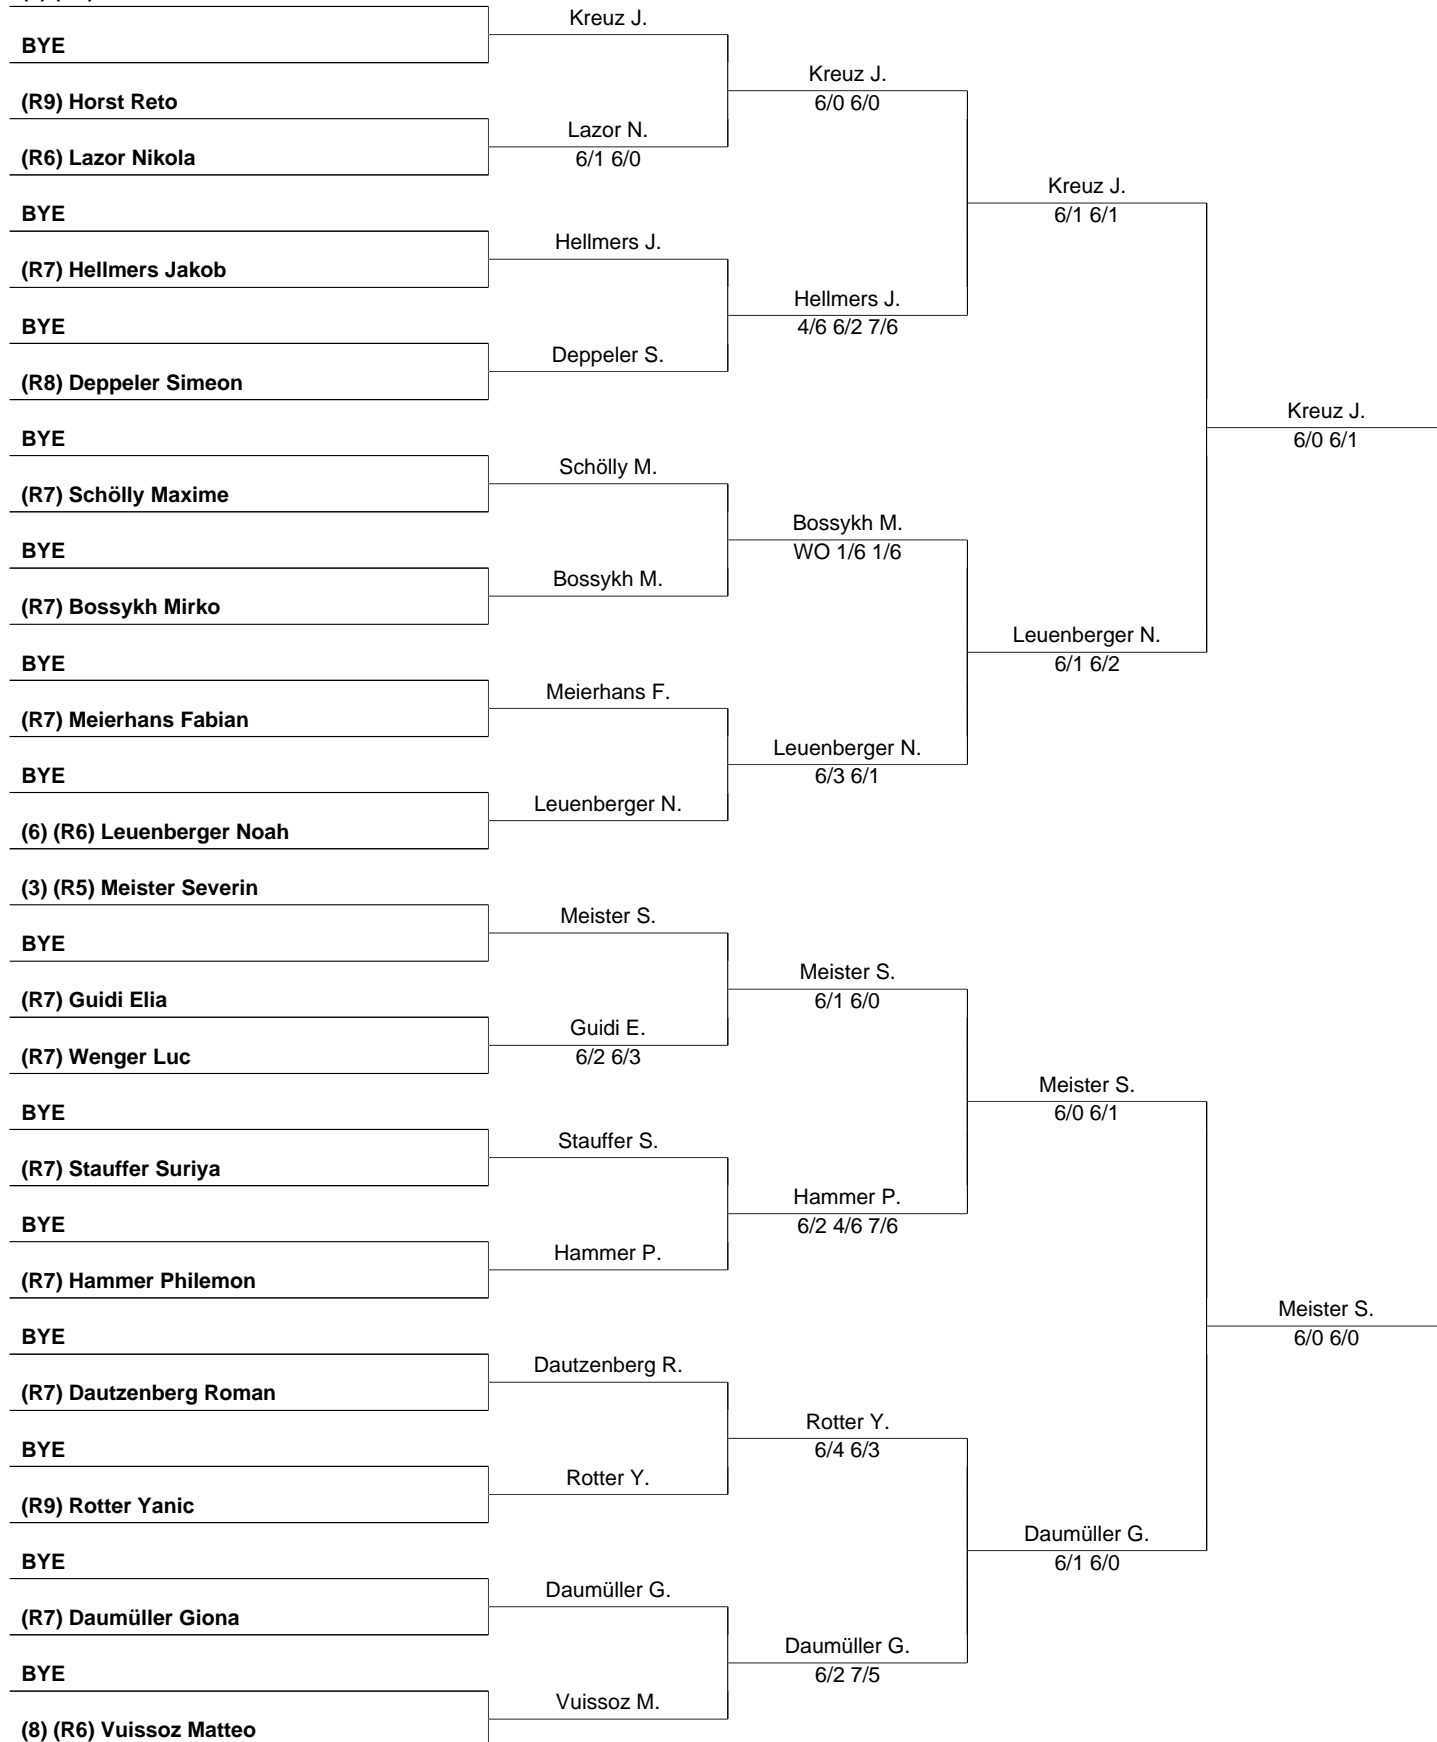 BYE
(R9) Horst Reto
(R6) Lazor Nikola
BYE
(R7) Hellmers Jakob
BYE
(R8) Deppeler Simeon
BYE
(R7) Schölly Maxime
BYE
(R7) Bossykh Mirko
BYE
(R7) Meierhans Fabian
BYE
(6) (R6) Leuenberger Noah
(3) (R5) Meister Severin
BYE
(R7) Guidi Elia
(R7) Wenger Luc
BYE
(R7) Stauffer Suriya
BYE
(R7) Hammer Philemon
BYE
(R7) Dautzenberg Roman
BYE
(R9) Rotter Yanic
BYE
(R7) Daumüller Giona
BYE
(8) (R6) Vuissoz Matteo
Kreuz J.
Lazor N.
6/1 6/0
Hellmers J.
Deppeler S.
Schölly M.
Bossykh M.
Meierhans F.
Leuenberger N.
Meister S.
Guidi E.
6/2 6/3
Stauffer S.
Hammer P.
Dautzenberg R.
Rotter Y.
Daumüller G.
Vuissoz M.
Kreuz J.
6/0 6/0
Hellmers J.
4/6 6/2 7/6
Bossykh M.
WO 1/6 1/6
Leuenberger N.
6/3 6/1
Meister S.
6/1 6/0
Hammer P.
6/2 4/6 7/6
Rotter Y.
6/4 6/3
Daumüller G.
6/2 7/5
Kreuz J.
6/1 6/1
Leuenberger N.
6/1 6/2
Meister S.
6/0 6/1
Daumüller G.
6/1 6/0
Kreuz J.
6/0 6/1
Meister S.
6/0 6/0